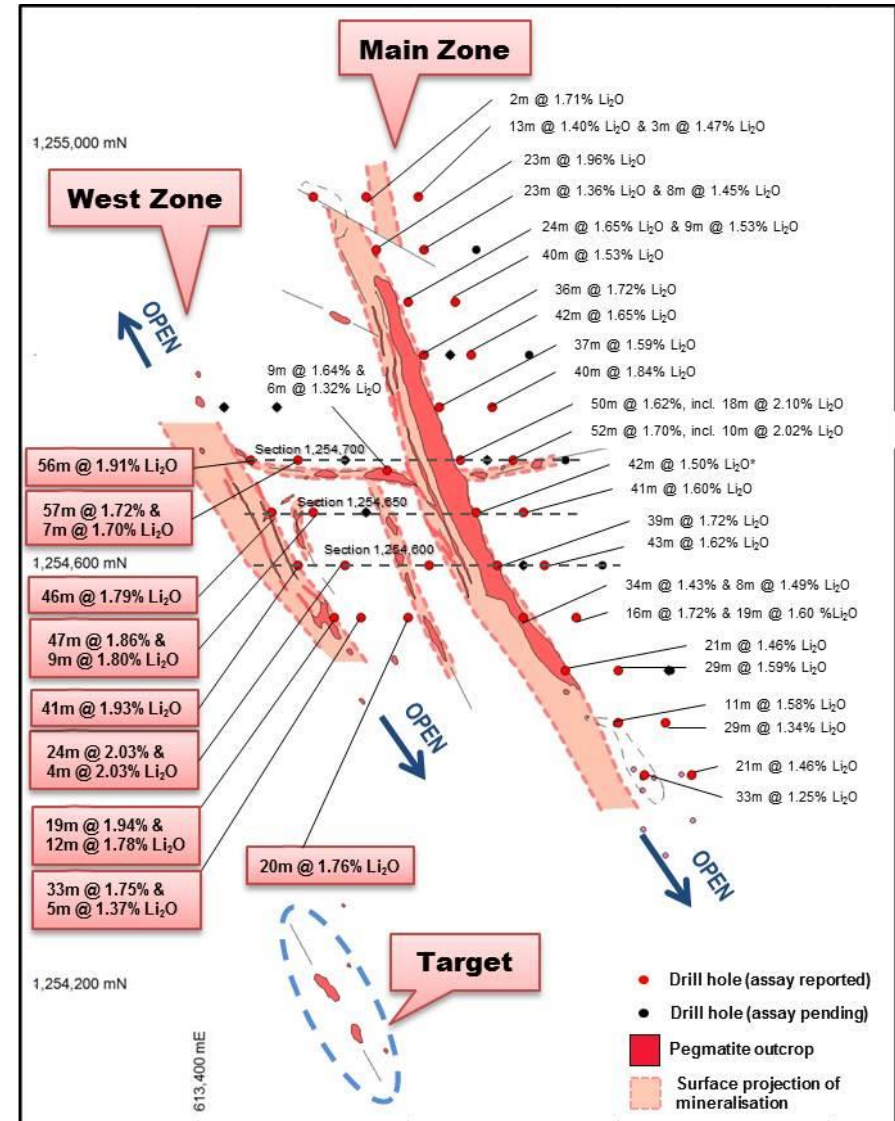 Main Zone
2m @ 1.71% Li₂O
13m @ 1.40% Li₂O & 3m @ 1.47% Li₂O
1,255,000 mN
23m @ 1.96% Li₂O
West Zone
23m @ 1.36% Li₂O & 8m @ 1.45% Li₂O
24m @ 1.65% Li₂O & 9m @ 1.53% Li₂O
40m @ 1.53% Li₂O
36m @ 1.72% Li₂O
OPEN
42m @ 1.65% Li₂O
37m @ 1.59% Li₂O
9m @ 1.64% &
6m @ 1.32% Li₂O
40m @ 1.84% Li₂O
50m @ 1.62%, incl. 18m @ 2.10% Li₂O
52m @ 1.70%, incl. 10m @ 2.02% Li₂O
Section 1,254,700
56m @ 1.91% Li₂O
42m @ 1.50% Li₂O*
41m @ 1.60% Li₂O
57m @ 1.72% &
7m @ 1.70% Li₂O
Section 1,254,650
39m @ 1.72% Li₂O
43m @ 1.62% Li₂O
Section 1,254,600
1,254,600 mN
46m @ 1.79% Li₂O
34m @ 1.43% & 8m @ 1.49% Li₂O
16m @ 1.72% & 19m @ 1.60 %Li₂O
47m @ 1.86% &
9m @ 1.80% Li₂O
21m @ 1.46% Li₂O
29m @ 1.59% Li₂O
41m @ 1.93% Li₂O
11m @ 1.58% Li₂O
29m @ 1.34% Li₂O
24m @ 2.03% &
4m @ 2.03% Li₂O
OPEN
21m @ 1.46% Li₂O
33m @ 1.25% Li₂O
19m @ 1.94% &
12m @ 1.78% Li₂O
20m @ 1.76% Li₂O
33m @ 1.75% &
5m @ 1.37% Li₂O
OPEN
Target
1,254,200 mN
613,400 mE
Drill hole (assay reported)
Drill hole (assay pending)
Pegmatite outcrop
Surface projection of
mineralisation